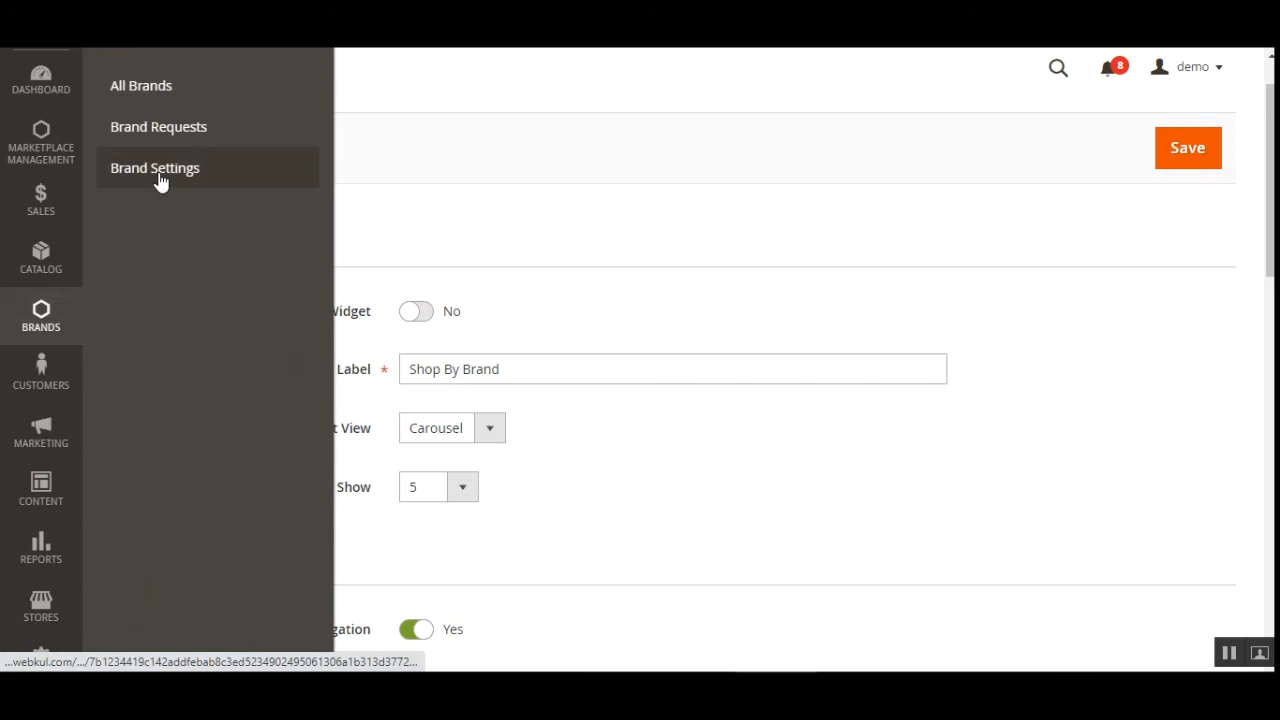 DASHBOARD
MARKETPLACE
MANAGEMENT
SALES
CATALOG
BRANDS
CUSTOMERS
MARKETING
CONTENT
REPORTS
STORES
All Brands
Brand Requests
Brand Settings
8
demo
Save
Widget
No
Label *
Shop By Brand
t View
Carousel
Show
5
gation
Yes
...webkul.com/.../7b1234419c142addfebab8c3ed5234902495061306a1b313d3772...